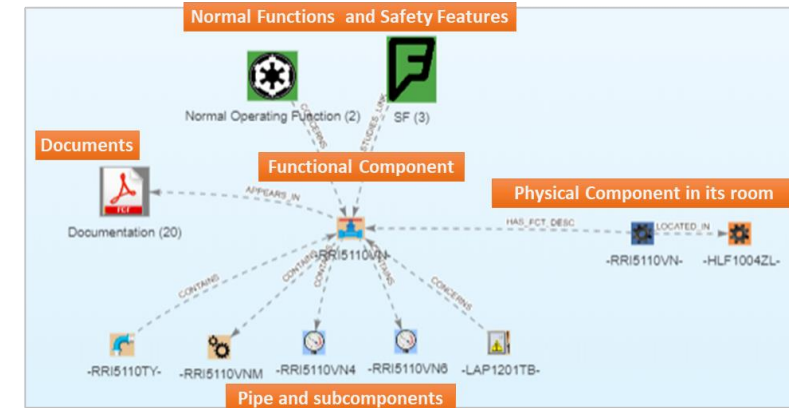 Normal Functions and Safety Features
Normal Operating Function (2)
SF (3)
CONCERNS
STUDIES_LINK
Documents
Functional Component
Physical Component in its room
APPEARS_IN
HAS_FCT_DESC
LOCATED_IN
Documentation (20)
-RRI5110VN-
-RRI5110VN-
-HLF1004ZL-
CONTAINS
CONTAINS
CONTAINS
CONTAINS
CONCERNS
-RRI5110TY-
-RRI5110VNM
-RRI5110VN4
-RRI5110VN6
-LAP1201TB-
Pipe and subcomponents